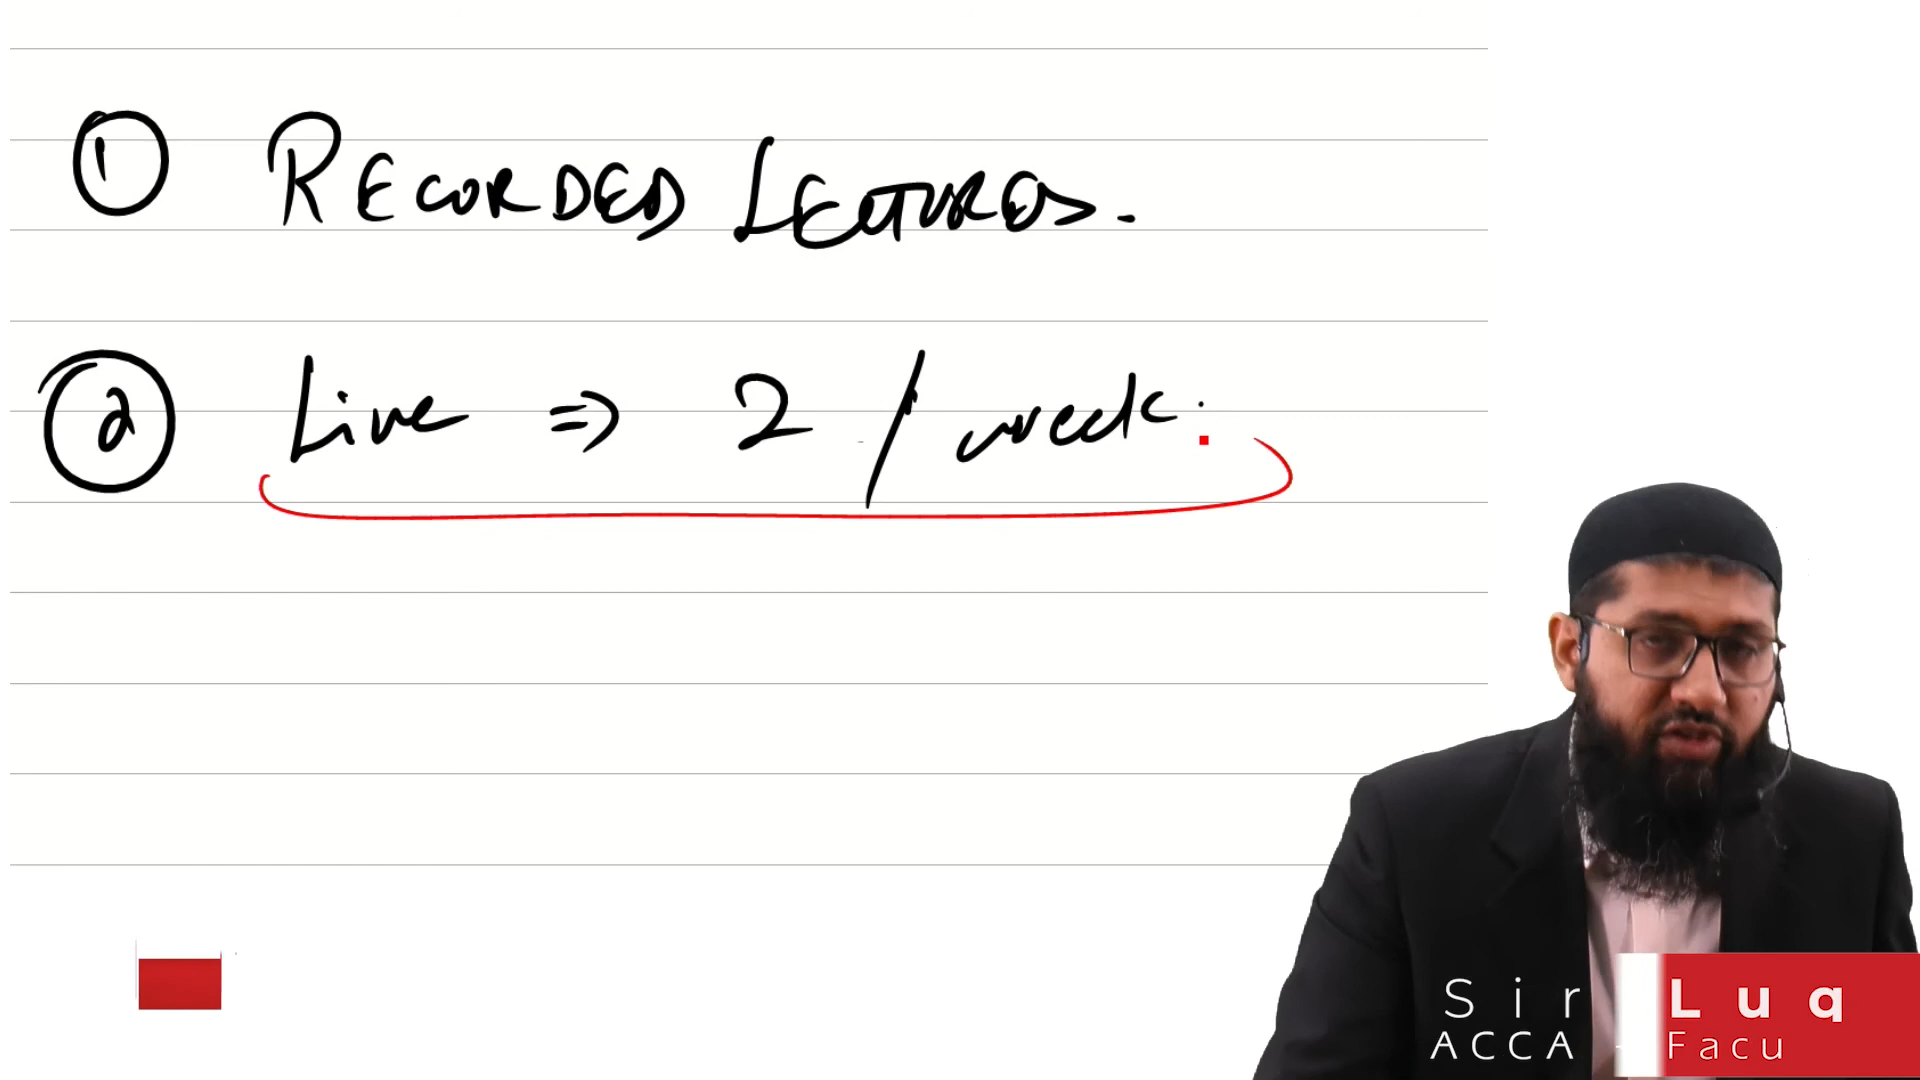 ① RECORDED LECTURES.
② Live ⇒ 2 / week.
Sir Luq
ACCA Facu